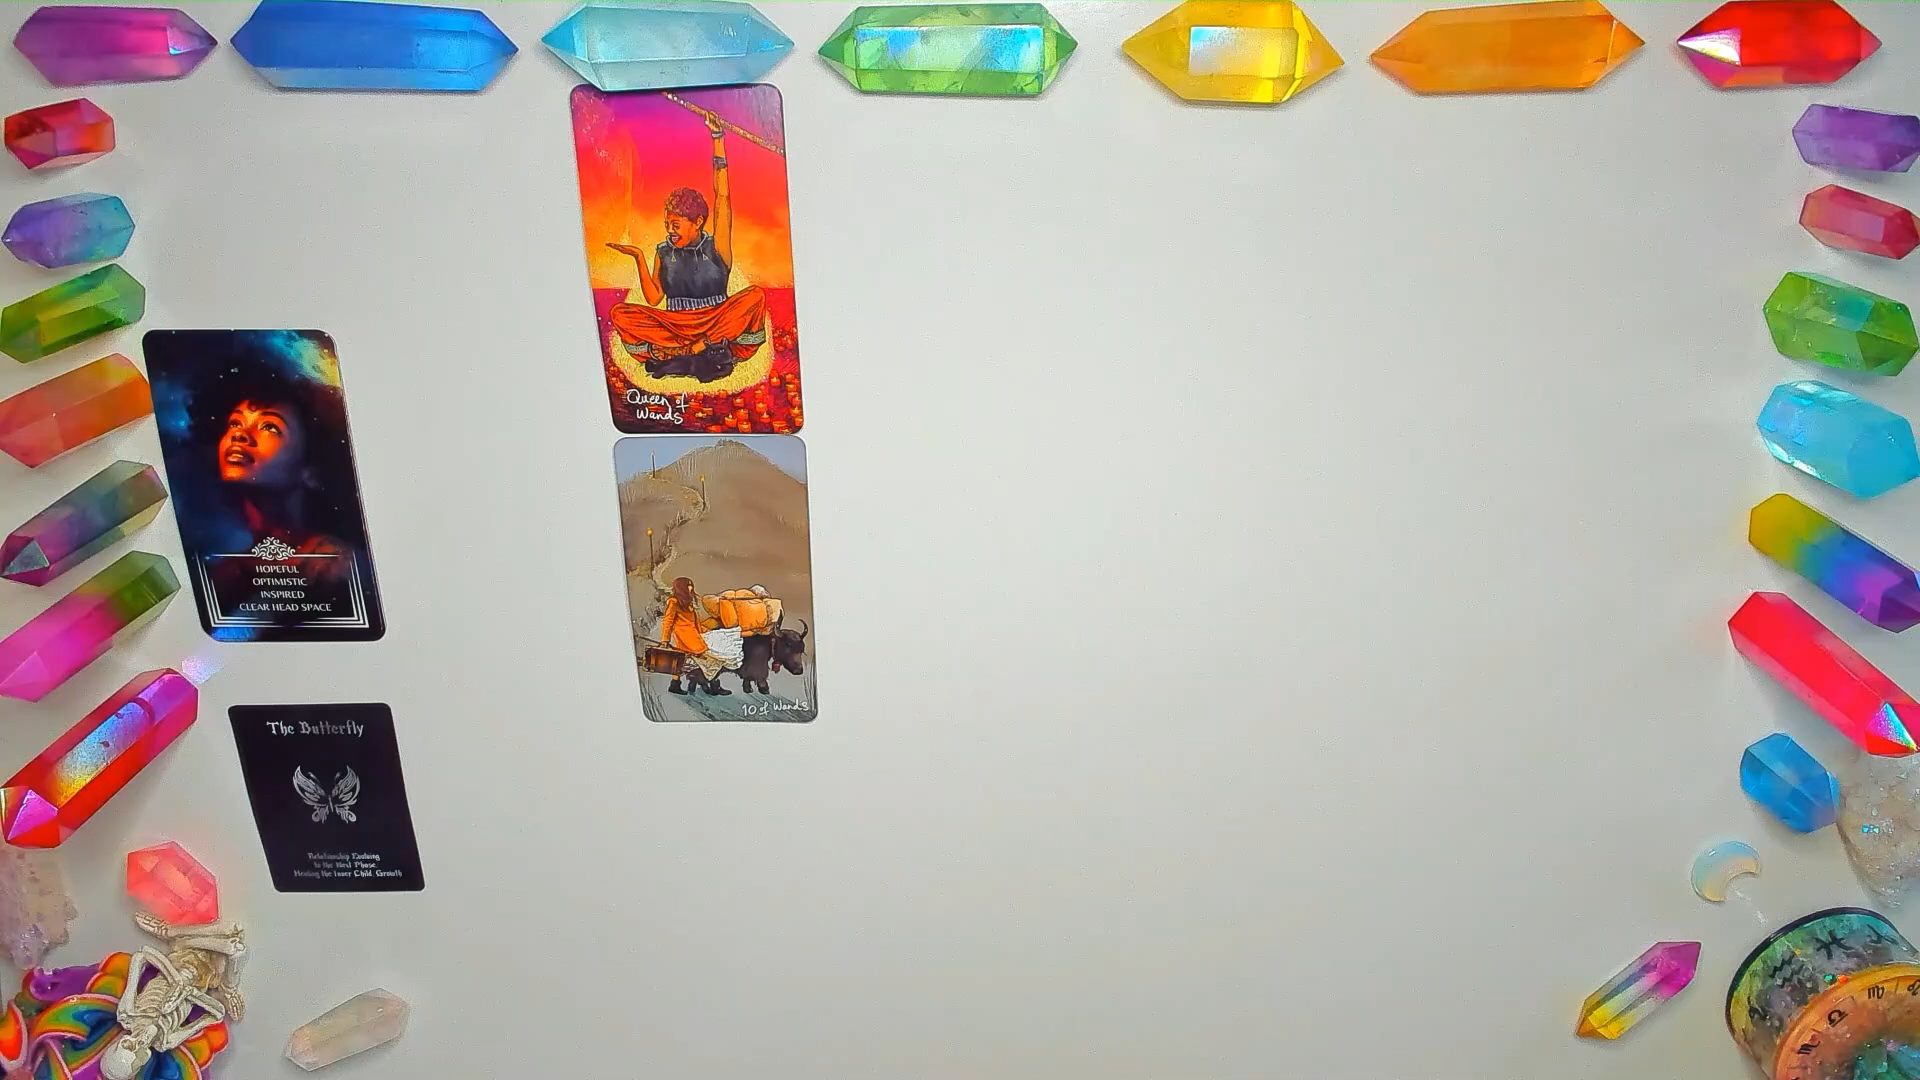 Queen of
Wands
HOPEFUL
OPTIMISTIC
INSPIRED
CLEAR HEAD SPACE
10 of Wands
The Butterfly
Relationship Evolving
to the Next Phase.
Healing the Inner Child. Growth